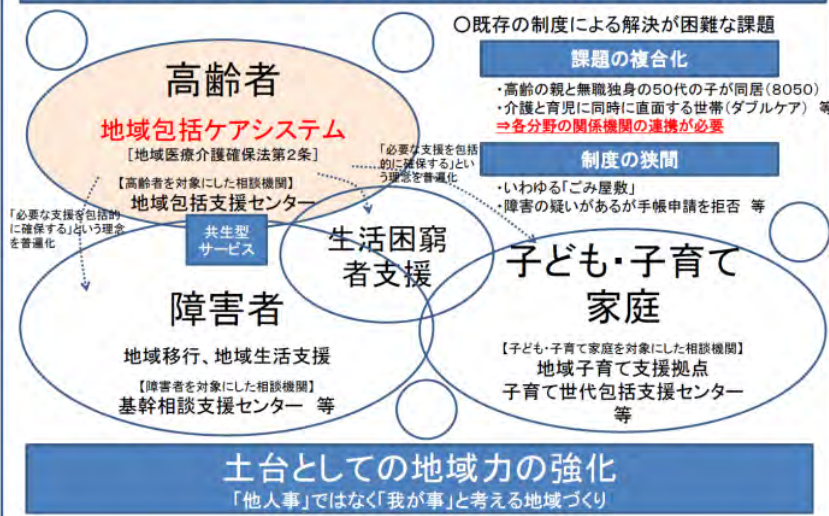 〇既存の制度による解決が困難な課題
課題の複合化
・高齢の親と無職独身の50代の子が同居(8050)
・介護と育児に同時に直面する世帯(ダブルケア) 等
⇒各分野の関係機関の連携が必要
制度の狭間
・いわゆる「ごみ屋敷」
・障害の疑いがあるが手帳申請を拒否 等
高齢者
地域包括ケアシステム
[地域医療介護確保法第2条]
【高齢者を対象にした相談機関】
地域包括支援センター
「必要な支援を包括
的に確保する」とい
う理念を普遍化
「必要な支援を包括的
に確保する」という理念
を普遍化
共生型
サービス
生活困窮
者支援
障害者
地域移行、地域生活支援
【障害者を対象にした相談機関】
基幹相談支援センター 等
子ども・子育て
家庭
【子ども・子育て家庭を対象にした相談機関】
地域子育て支援拠点
子育て世代包括支援センター
等
土台としての地域力の強化
「他人事」ではなく「我が事」と考える地域づくり